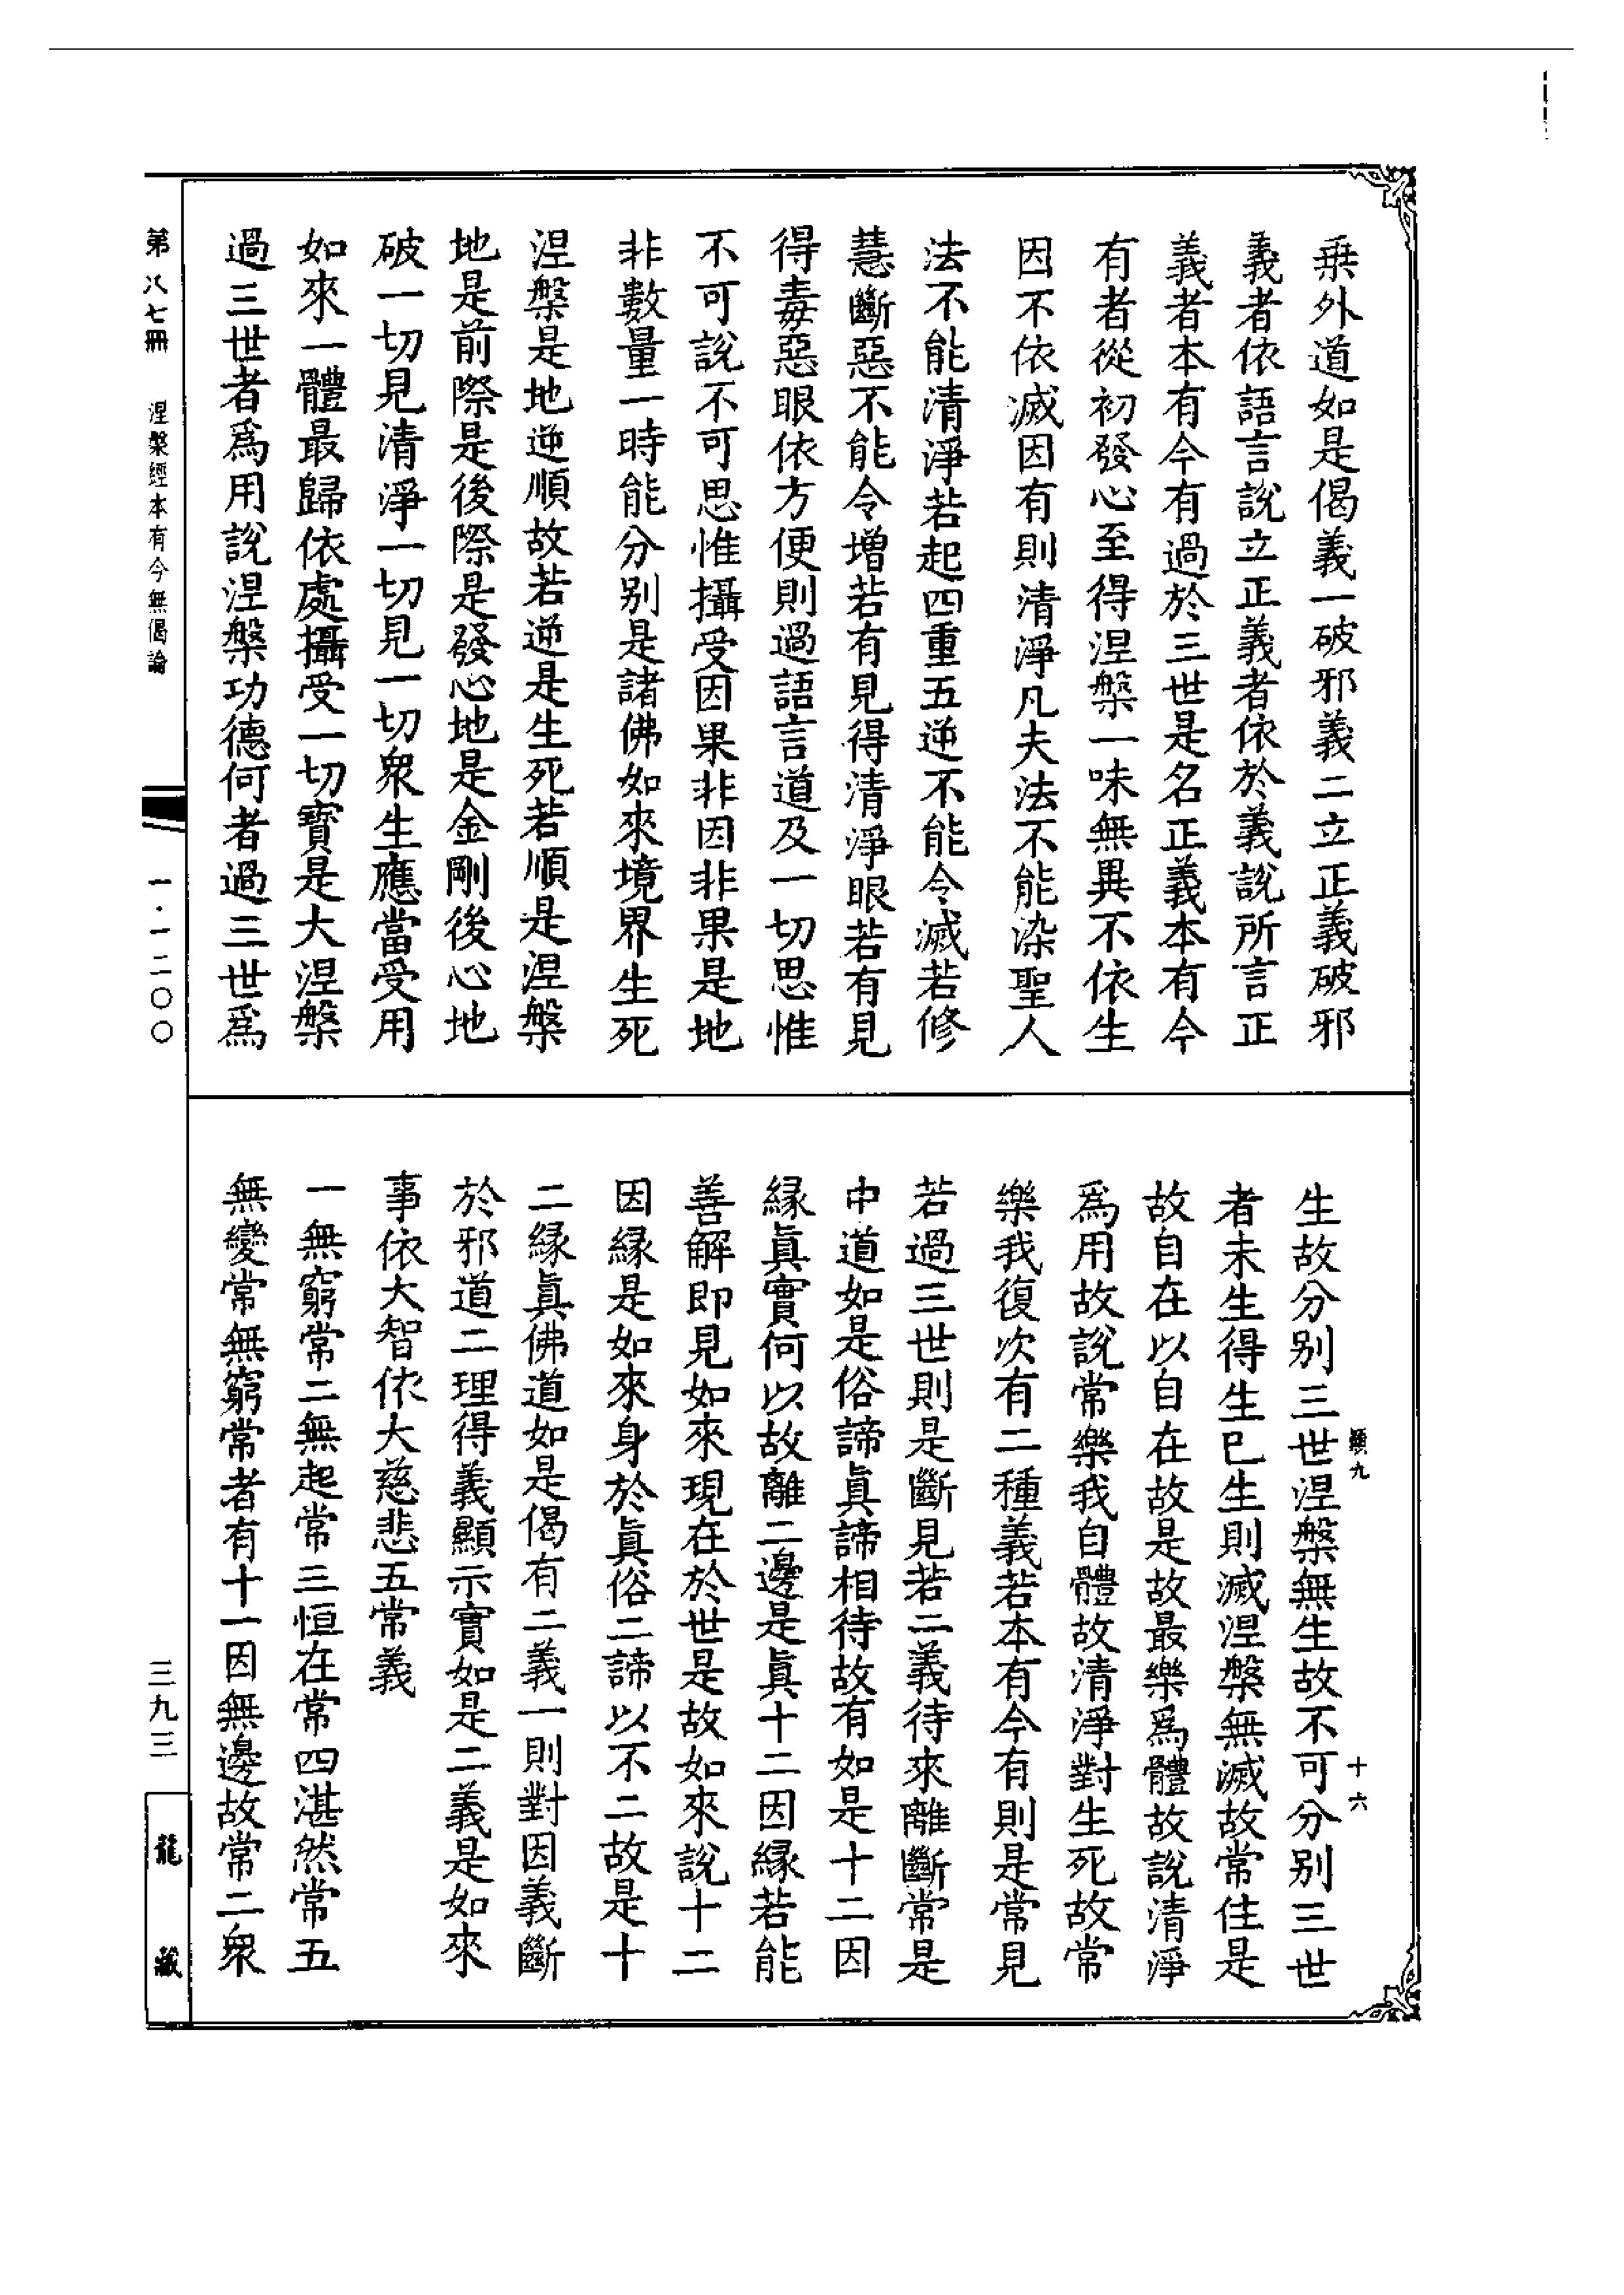 乗外道如是偈義一破邪義二立正義破邪
義者依語言說立正義者依於義說所言正
義者本有今有過於三世是名正義本有今
有者從初發心至得涅槃一味無異不依生
因不依滅因有則清淨凡夫法不能染聖人
法不能清淨若起四重五逆不能令滅若修
慧斷惡不能令增若有見得清淨眼若有見
得毒惡眼依方便則過語言道及一切思惟
不可說不可思惟攝受因果非因非果是地
非數量一時能分別是諸佛如來境界生死
涅槃是地逆順故若逆是生死若順是涅槃
地是前際是後際是發心地是金剛後心地
破一切見清淨一切見一切衆生應當受用
如來一體最歸依處攝受一切寶是大涅槃
過三世者爲用說涅槃功德何者過三世爲
生故分別三世涅槃無生故不可分別三世
者未生得生已生則滅涅槃無滅故常住是
故自在以自在故是故最樂爲體故說清淨
爲用故說常樂我自體故清淨對生死故常
樂我復次有二種義若本有今有則是常見
若過三世則是斷見若二義待來離斷常是
中道如是俗諦眞諦相待故有如是十二因
緣眞實何以故離二邊是眞十二因緣若能
善解即見如來現在於世是故如來說十二
因緣是如來身於眞俗二諦以不二故是十
二緣眞佛道如是偈有二義一則對因義斷
於邪道二理得義顯示實如是二義是如來
事依大智依大慈悲五常義
一無窮常二無起常三恒在常四湛然常五
無變常無窮常者有十一因無邊故常二衆
九
十六
第八七冊
涅槃經本有今無偈論
一·一二〇〇
三九三
龍藏